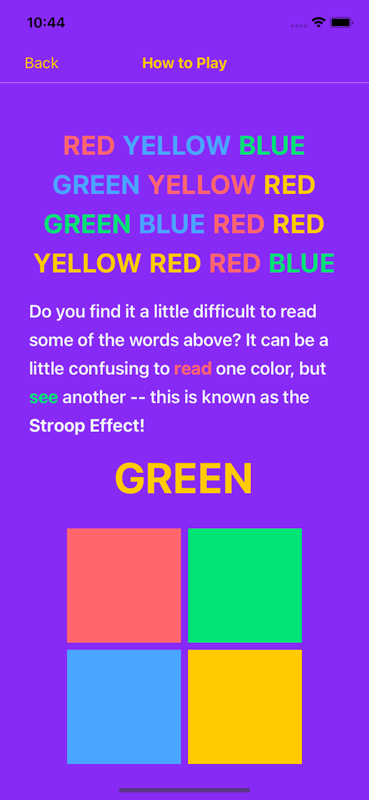 10:44
Back How to Play
RED YELLOW BLUE
GREEN YELLOW RED
GREEN BLUE RED RED
YELLOW RED RED BLUE
Do you find it a little difficult to read
some of the words above? It can be a
little confusing to read one color, but
see another -- this is known as the
Stroop Effect!
GREEN